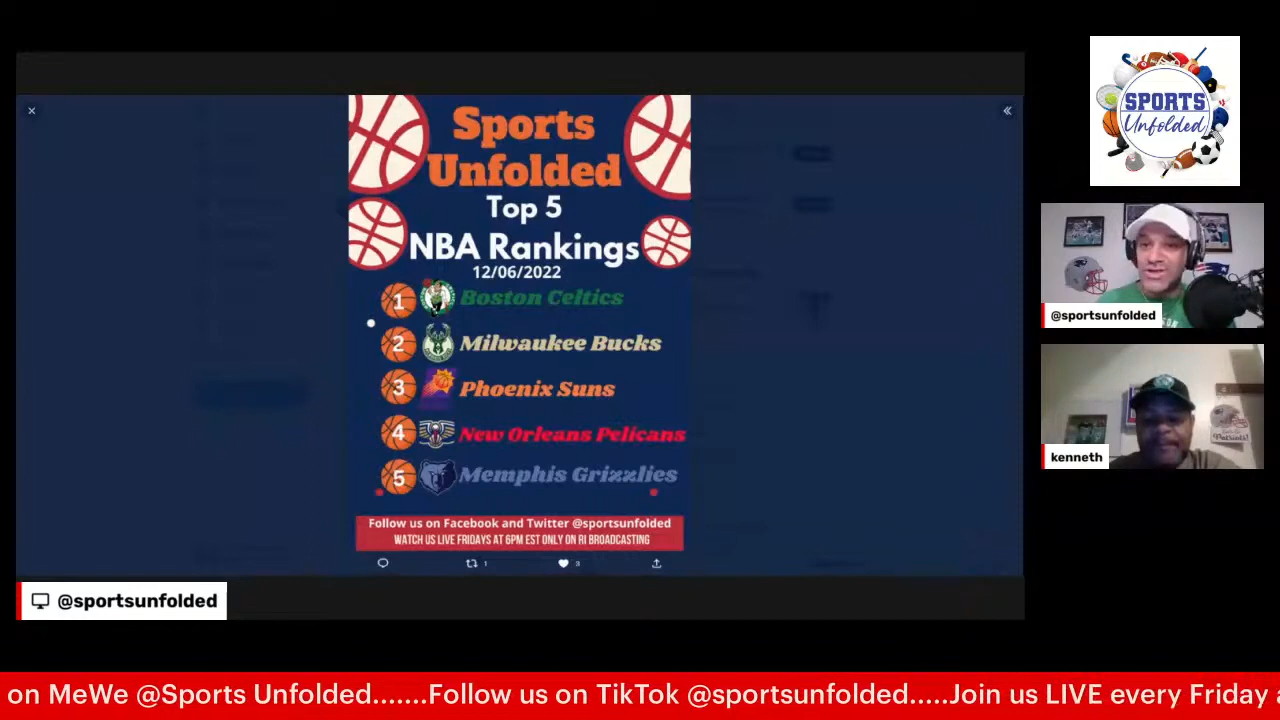 Sports
Unfolded
Top 5
NBA Rankings
12/06/2022
1 Boston Celtics
2 Milwaukee Bucks
3 Phoenix Suns
4 New Orleans Pelicans
5 Memphis Grizzlies
Follow us on Facebook and Twitter @sportsunfolded
WATCH US LIVE FRIDAYS AT 6PM EST ONLY ON RI BROADCASTING
1
3
@sportsunfolded
SPORTS
Unfolded
@sportsunfolded
kenneth
on MeWe @Sports Unfolded.......Follow us on TikTok @sportsunfolded.....Join us LIVE every Friday a